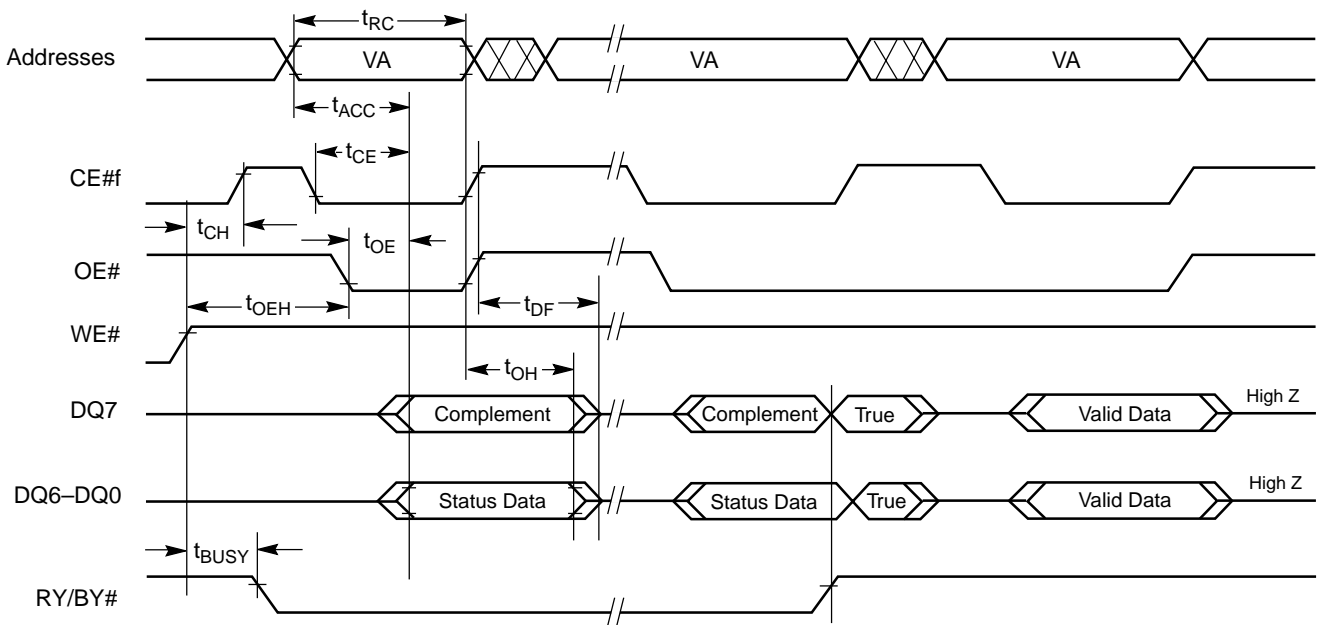 tRC
Addresses VA VA VA
tACC
tCE
CE#f
tCH tOE
OE#
tOEH tDF
WE#
tOH
DQ7 Complement Complement True Valid Data High Z
DQ6–DQ0 Status Data Status Data True Valid Data High Z
tBUSY
RY/BY#